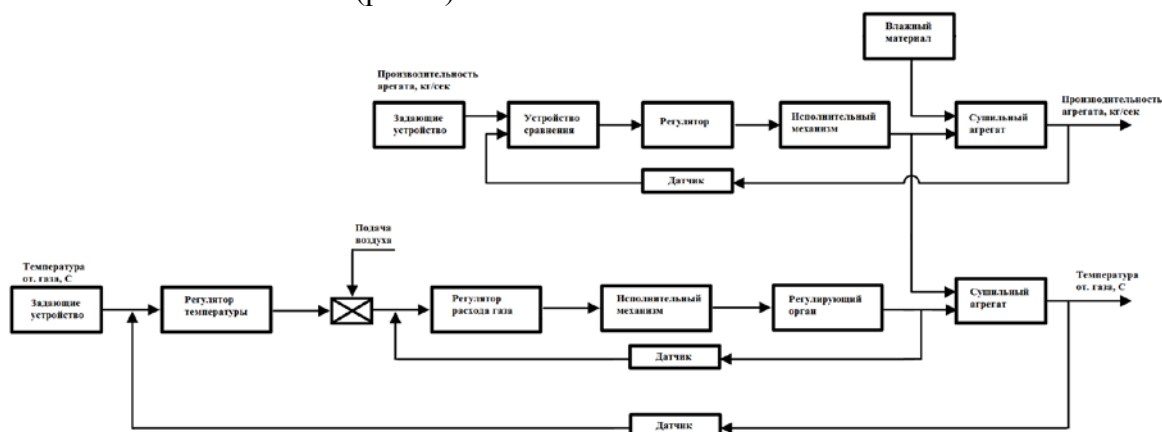 (рис. 1)
Влажный
материал
Производительность
арегата, кг/сек
Задающие
устройство
Устройство
сравнения
Регулятор
Исполнительный
механизм
Сушильный
агрегат
Производительность
агрегата, кг/сек
Датчик
Подача
воздуха
Температура
от. газа, С
Задающие
устройство
Регулятор
температуры
Регулятор
расхода газа
Исполнительный
механизм
Регулирующий
орган
Сушильный
агрегат
Температура
от. газа, С
Датчик
Датчик